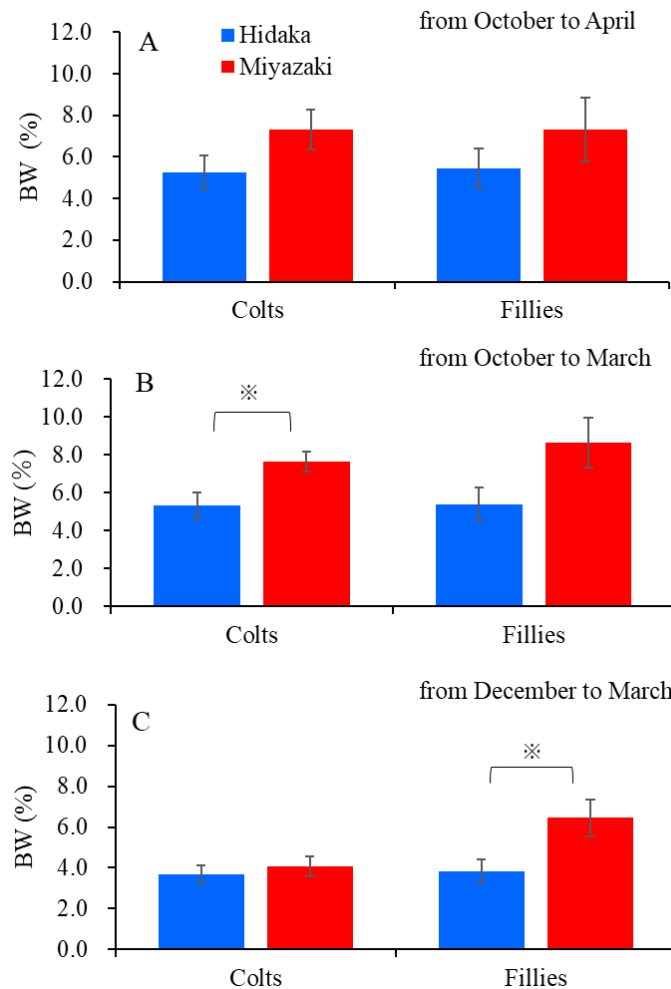 A
from October to April
Hidaka
Miyazaki
BW (%)
12.0
10.0
8.0
6.0
4.0
2.0
0.0
Colts
Fillies
B
from October to March
※
BW (%)
12.0
10.0
8.0
6.0
4.0
2.0
0.0
Colts
Fillies
C
from December to March
※
BW (%)
12.0
10.0
8.0
6.0
4.0
2.0
0.0
Colts
Fillies